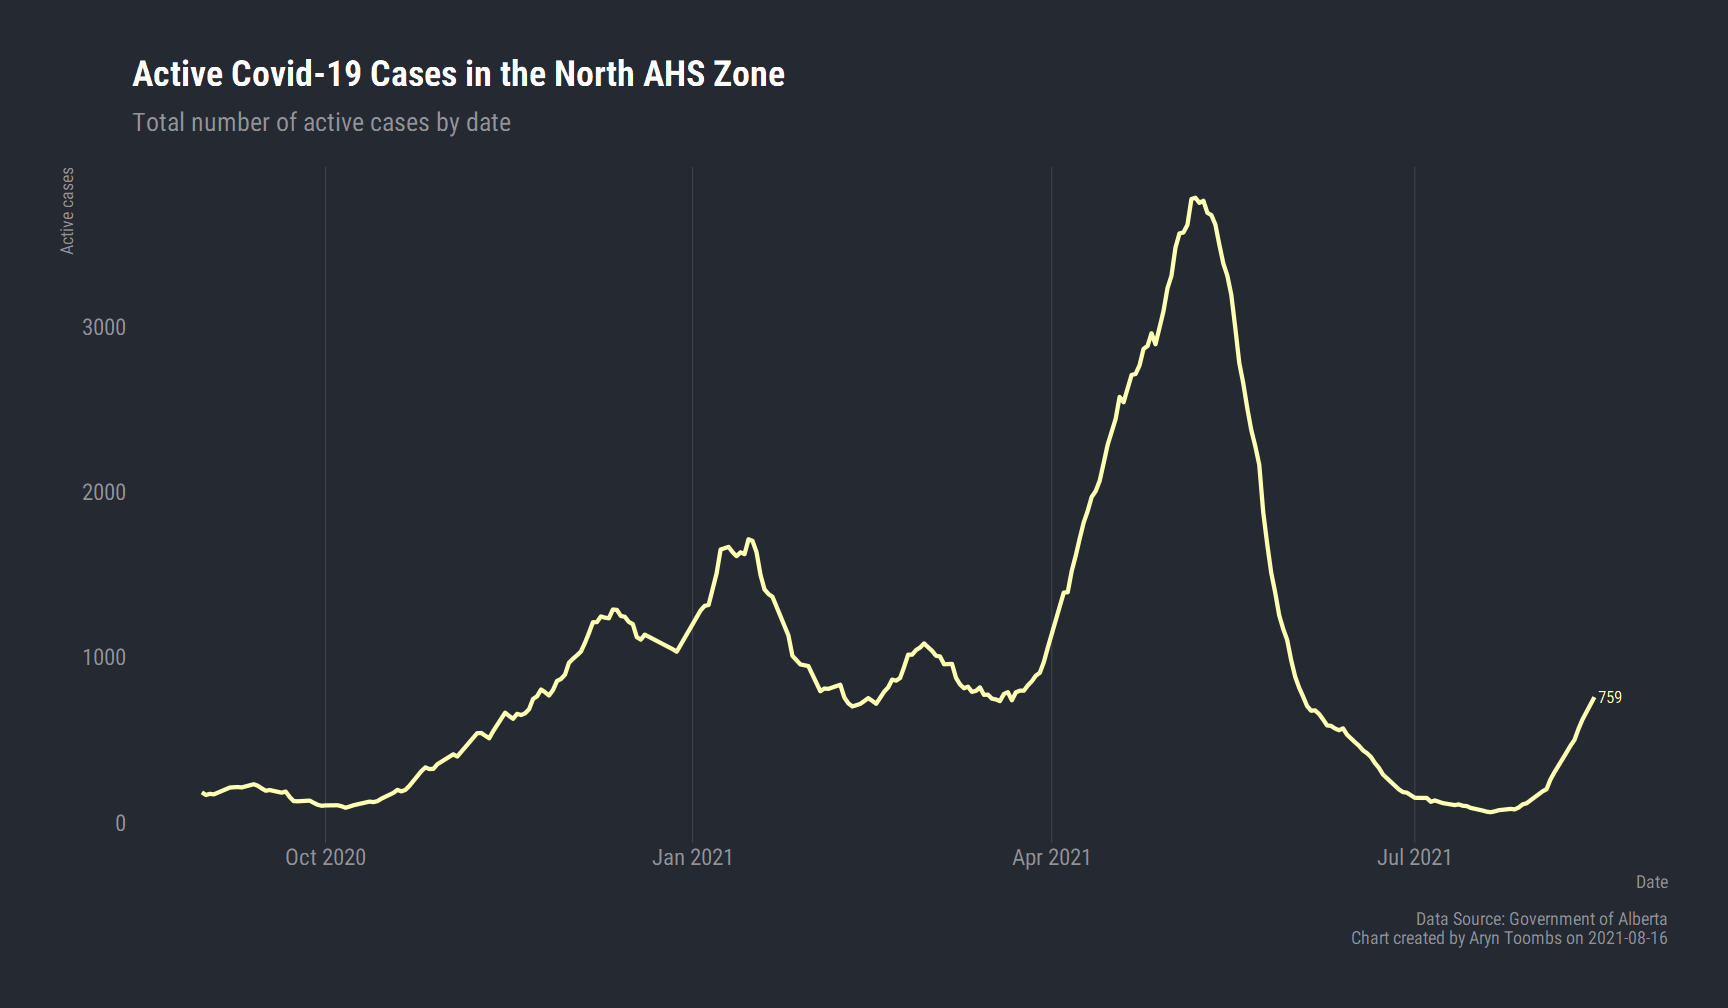 Active Covid-19 Cases in the North AHS Zone
Total number of active cases by date
Active cases
3000
2000
1000
0
759
Oct 2020
Jan 2021
Apr 2021
Jul 2021
Date
Data Source: Government of Alberta
Chart created by Aryn Toombs on 2021-08-16